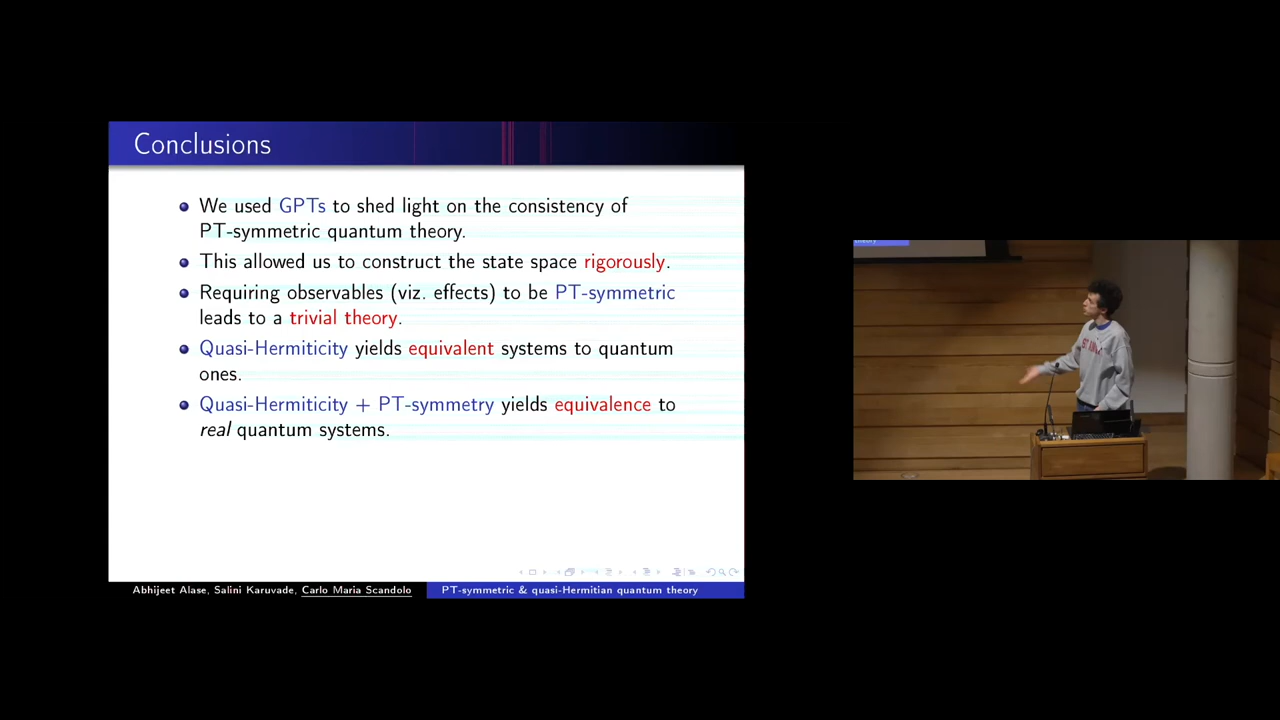 Conclusions
We used GPTs to shed light on the consistency of
PT-symmetric quantum theory.
This allowed us to construct the state space rigorously.
Requiring observables (viz. effects) to be PT-symmetric
leads to a trivial theory.
Quasi-Hermiticity yields equivalent systems to quantum
ones.
Quasi-Hermiticity + PT-symmetry yields equivalence to
real quantum systems.
Abhijeet Alase, Salini Karuvade, Carlo Maria Scandolo
PT-symmetric & quasi-Hermitian quantum theory
theory